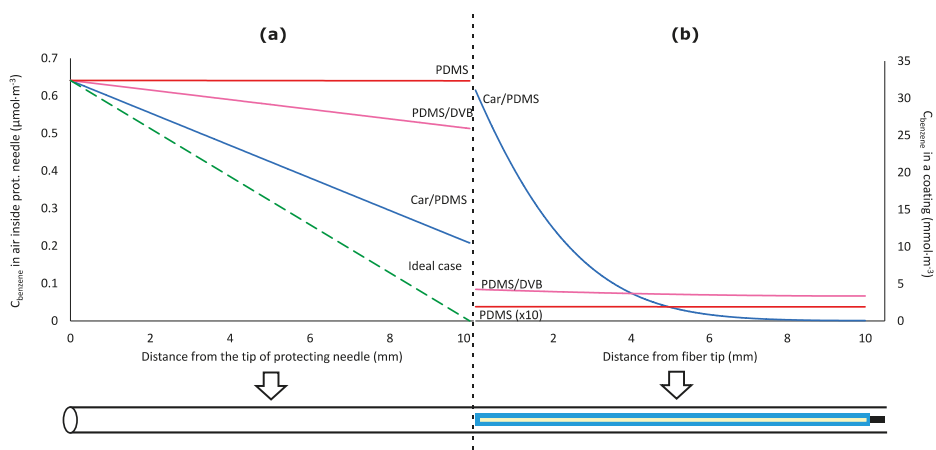 (a)
(b)
0.7
0.6
0.5
0.4
0.3
0.2
0.1
0
C benzene in air inside prot. needle (µmol·m⁻³)
PDMS
PDMS/DVB
Car/PDMS
Ideal case
0 2 4 6 8 10
Distance from the tip of protecting needle (mm)
Car/PDMS
PDMS/DVB
PDMS (x10)
2 4 6 8 10
Distance from fiber tip (mm)
35
30
25
20
15
10
5
0
C benzene in a coating (mmol·m⁻³)